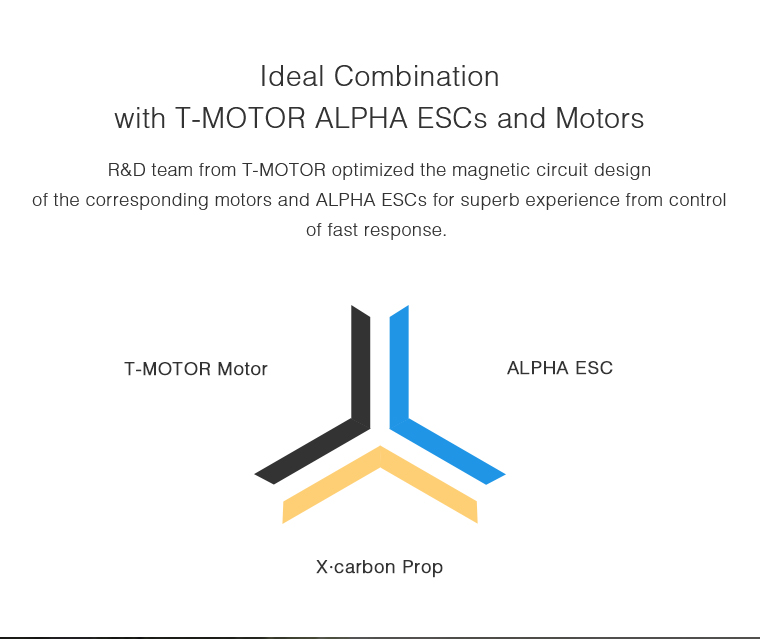 Ideal Combination
with T-MOTOR ALPHA ESCs and Motors
R&D team from T-MOTOR optimized the magnetic circuit design
of the corresponding motors and ALPHA ESCs for superb experience from control
of fast response.
T-MOTOR Motor
ALPHA ESC
X·carbon Prop